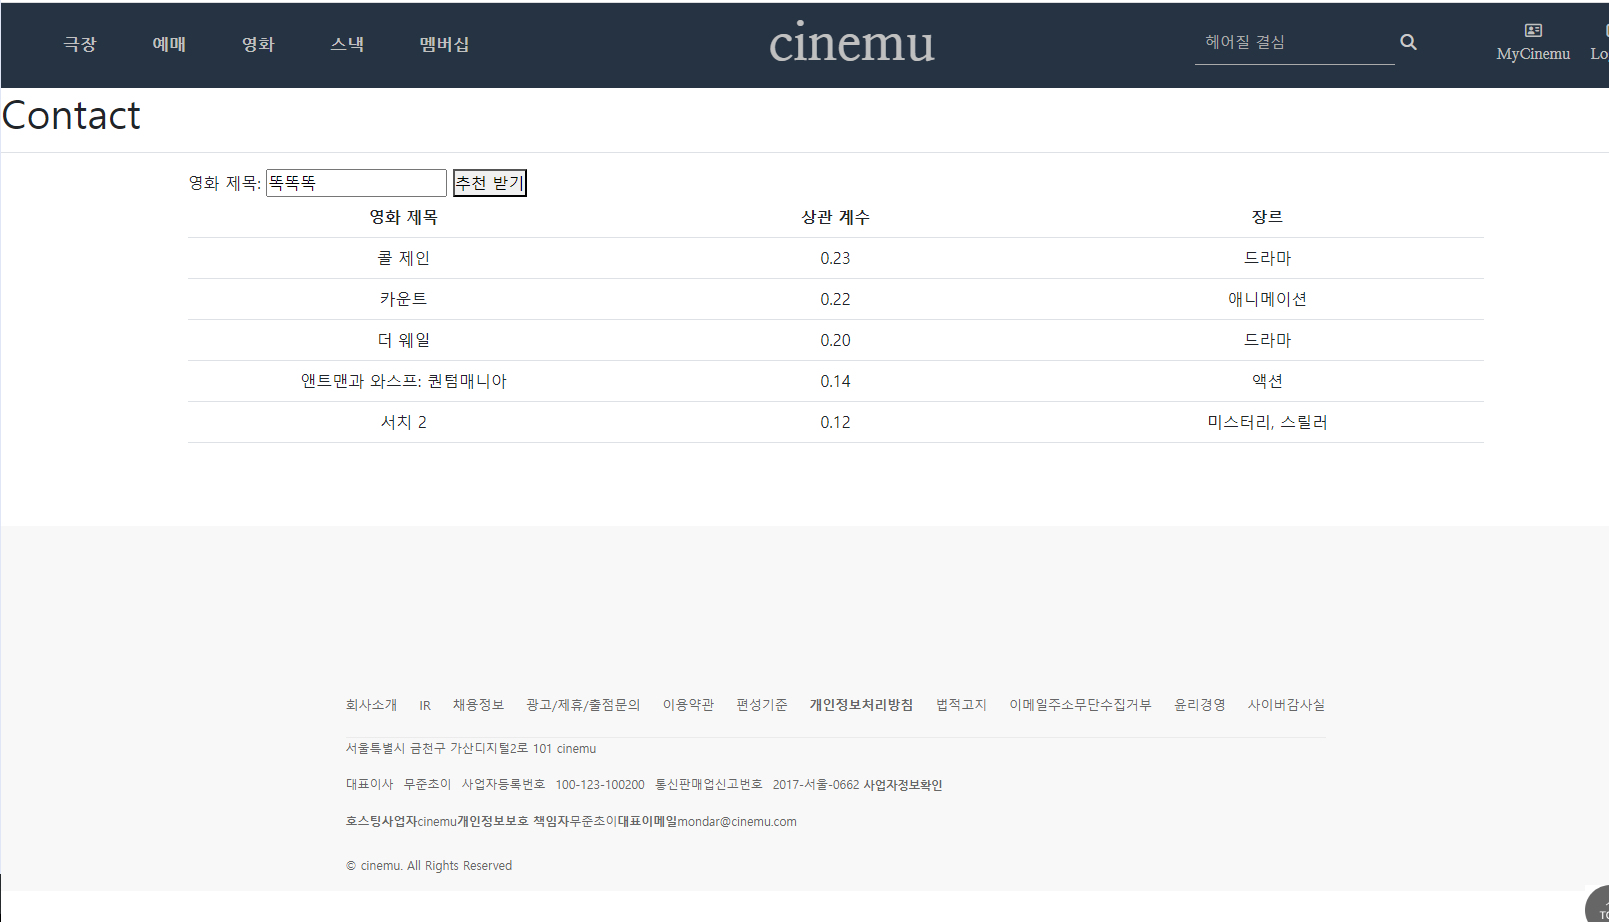 극장 예매 영화 스낵 멤버십 cinemu 헤어질 결심 MyCinemu
Contact
영화 제목: 똑똑똑 추천 받기
영화 제목 상관 계수 장르
콜 제인 0.23 드라마
카운트 0.22 애니메이션
더 웨일 0.20 드라마
앤트맨과 와스프: 퀀텀매니아 0.14 액션
서치 2 0.12 미스터리, 스릴러
회사소개 IR 채용정보 광고/제휴/출점문의 이용약관 편성기준 개인정보처리방침 법적고지 이메일주소무단수집거부 윤리경영 사이버감사실
서울특별시 금천구 가산디지털2로 101 cinemu
대표이사 무준초이 사업자등록번호 100-123-100200 통신판매업신고번호 2017-서울-0662 사업자정보확인
호스팅사업자cinemu개인정보보호 책임자무준초이대표이메일mondar@cinemu.com
© cinemu. All Rights Reserved